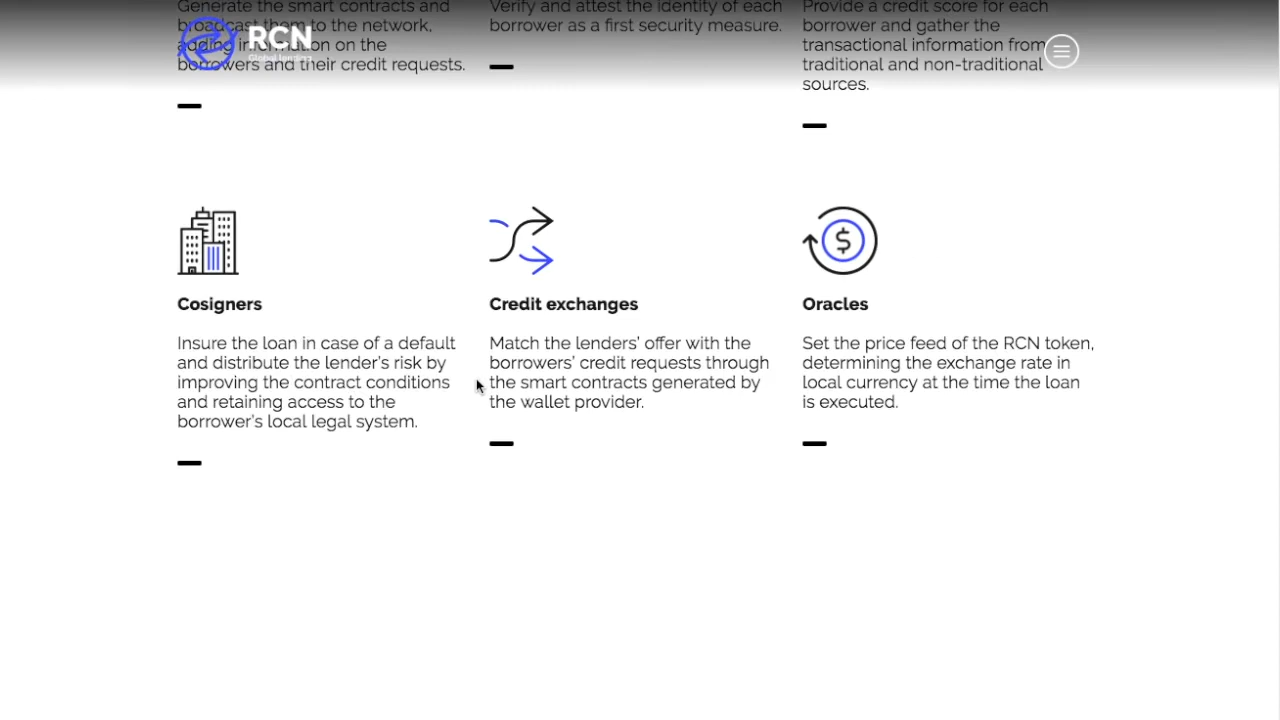 Generate the smart contracts and
broadcast them to the network,
adding information on the
borrowers and their credit requests.
Verify and attest the identity of each
borrower as a first security measure.
Provide a credit score for each
borrower and gather the
transactional information from
traditional and non-traditional
sources.
RCN
Global lending
Cosigners
Insure the loan in case of a default
and distribute the lender's risk by
improving the contract conditions
and retaining access to the
borrower's local legal system.
Credit exchanges
Match the lenders' offer with the
borrowers' credit requests through
the smart contracts generated by
the wallet provider.
Oracles
Set the price feed of the RCN token,
determining the exchange rate in
local currency at the time the loan
is executed.